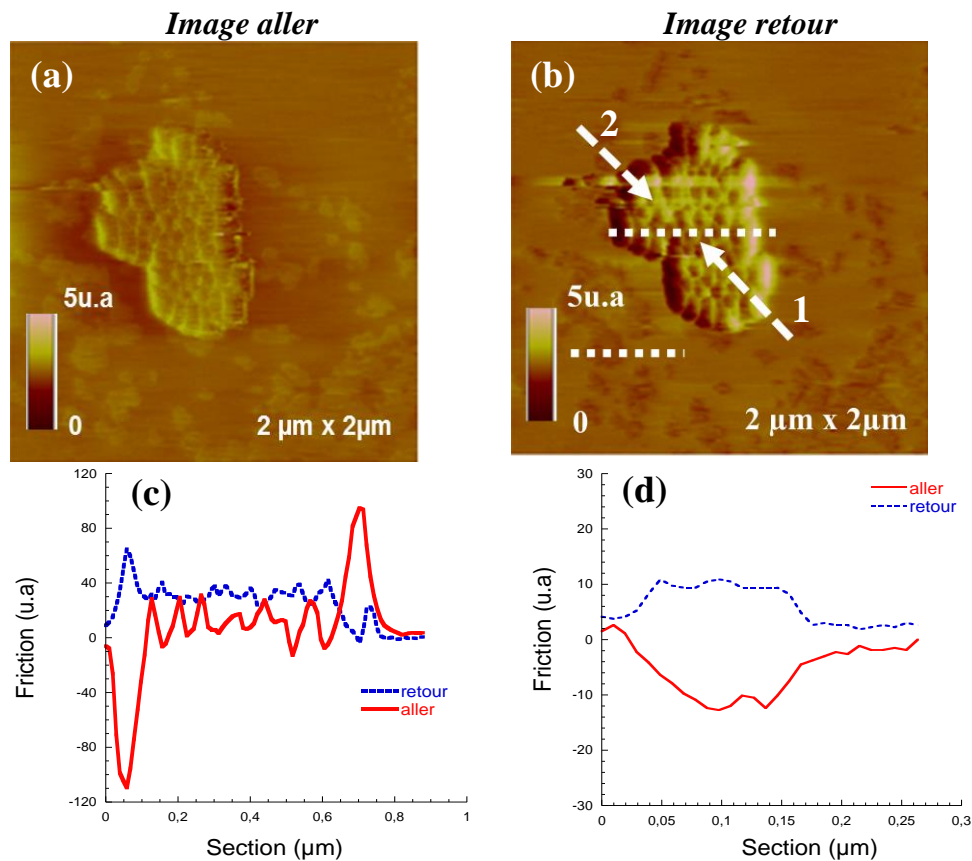 Image aller
Image retour
(a)
5u.a
0
2 µm x 2µm
(b)
2
1
5u.a
0
2 µm x 2µm
(c)
120
80
40
0
-40
-80
-120
Friction (u.a)
retour
aller
0
0,2
0,4
0,6
0,8
1
Section (µm)
(d)
30
20
10
0
-10
-20
-30
Friction (u.a)
aller
retour
0
0,05
0,1
0,15
0,2
0,25
0,3
Section (µm)